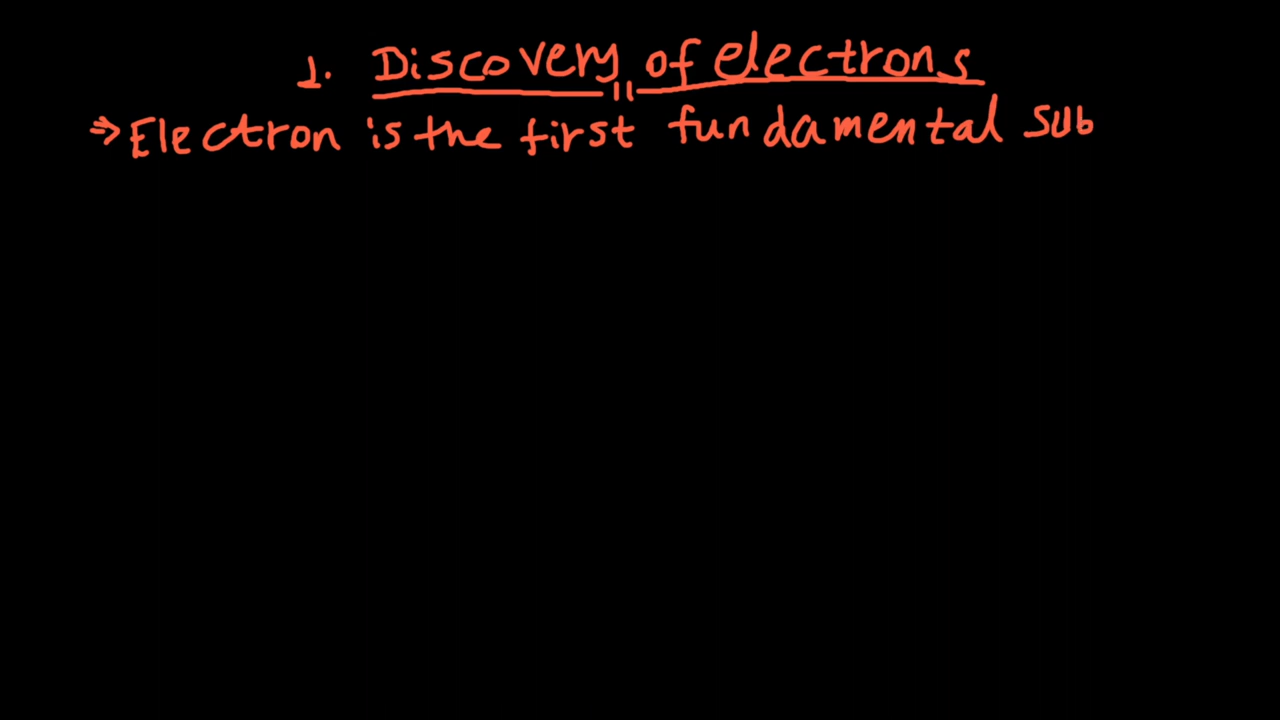 1. Discovery of electrons
⇒ Electron is the first fundamental sub